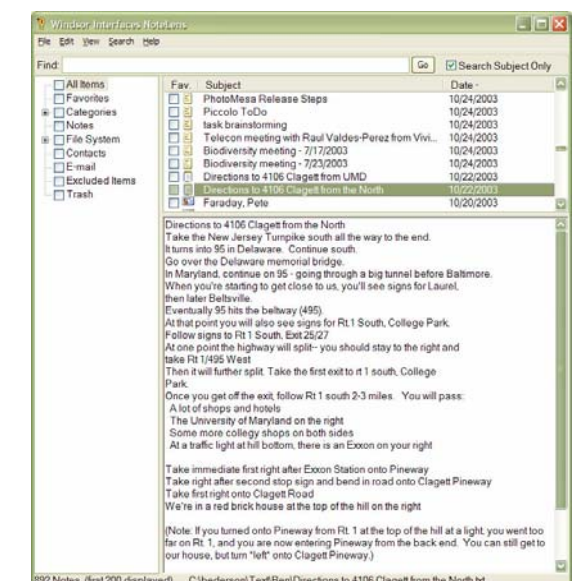 Windsor Interfaces NoteLens
File Edit View Search Help
Find: Go Search Subject Only
All Items
Favorites
Categories
Notes
File System
Contacts
E-mail
Excluded Items
Trash
Fav. Subject Date
PhotoMesa Release Steps 10/24/2003
Piccolo ToDo 10/24/2003
task brainstorming 10/24/2003
Telecon meeting with Raul Valdes-Perez from Vivi... 10/24/2003
Biodiversity meeting - 7/17/2003 10/24/2003
Biodiversity meeting - 7/23/2003 10/24/2003
Directions to 4106 Clagett from UMD 10/22/2003
Directions to 4106 Clagett from the North 10/22/2003
Faraday, Pete 10/20/2003
Directions to 4106 Clagett from the North
Take the New Jersey Turnpike south all the way to the end.
It turns into 95 in Delaware. Continue south.
Go over the Delaware memorial bridge.
In Maryland, continue on 95 - going through a big tunnel before Baltimore.
When you're starting to get close to us, you'll see signs for Laurel,
then later Beltsville.
Eventually 95 hits the beltway (495).
At that point you will also see signs for Rt.1 South, College Park.
Follow signs to Rt 1 South, Exit 25/27
At one point the highway will split-- you should stay to the right and
take Rt 1/495 West
Then it will further split. Take the first exit to rt 1 south, College
Park.
Once you get off the exit, follow Rt 1 south 2-3 miles. You will pass:
A lot of shops and hotels
The University of Maryland on the right
Some more collegy shops on both sides
At a traffic light at hill bottom, there is an Exxon on your right
Take immediate first right after Exxon Station onto Pineway
Take right after second stop sign and bend in road onto Clagett Pineway
Take first right onto Clagett Road
We're in a red brick house at the top of the hill on the right
(Note: If you turned onto Pineway from Rt. 1 at the top of the hill at a light, you went too
far on Rt. 1, and you are now entering Pineway from the back end. You can still get to
our house, but turn *left* onto Clagett Pineway.)
892 Notes (first 200 displayed) C:\bederson\Text\Ben\Directions to 4106 Clagett from the North.txt